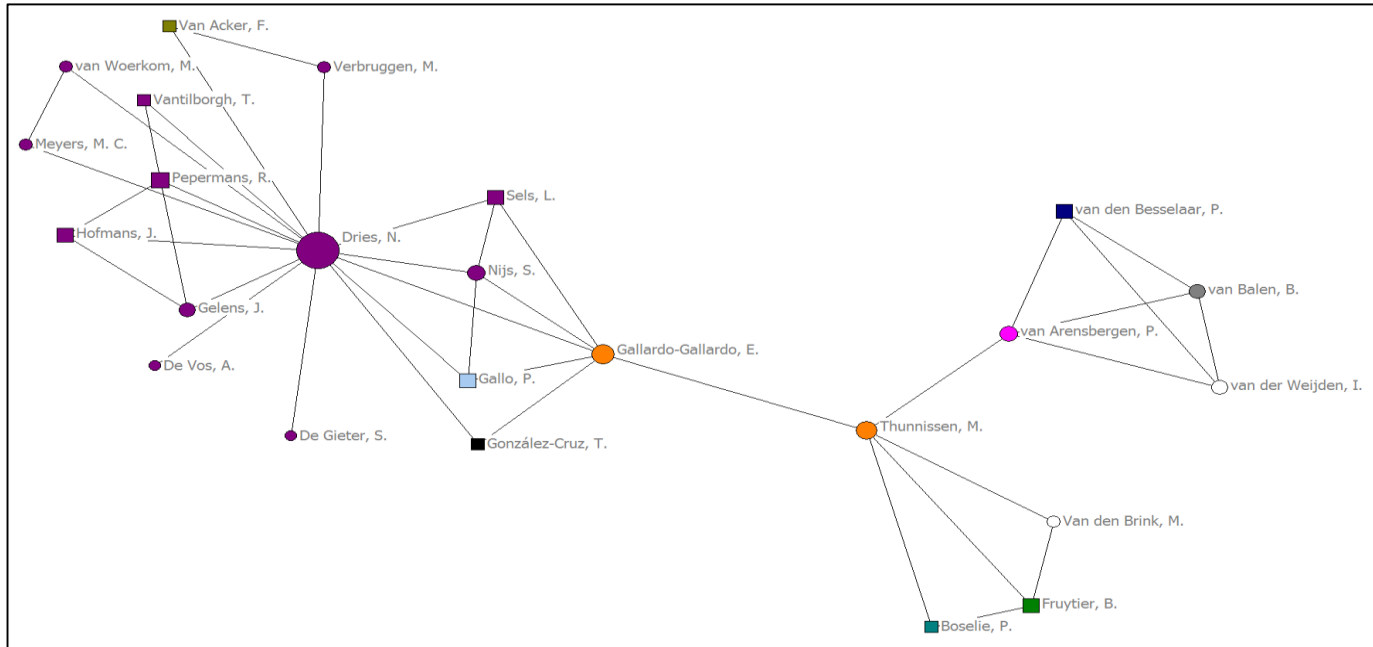 Van Acker, F.
van Woerkom, M.
Verbruggen, M.
Vantilborgh, T.
Meyers, M. C.
Pepermans, R.
Sels, L.
van den Besselaar, P.
Hofmans, J.
Dries, N.
Nijs, S.
van Balen, B.
Gelens, J.
van Arensbergen, P.
Gallardo-Gallardo, E.
De Vos, A.
Gallo, P.
van der Weijden, I.
Thunnissen, M.
De Gieter, S.
González-Cruz, T.
Van den Brink, M.
Fruytier, B.
Boselie, P.